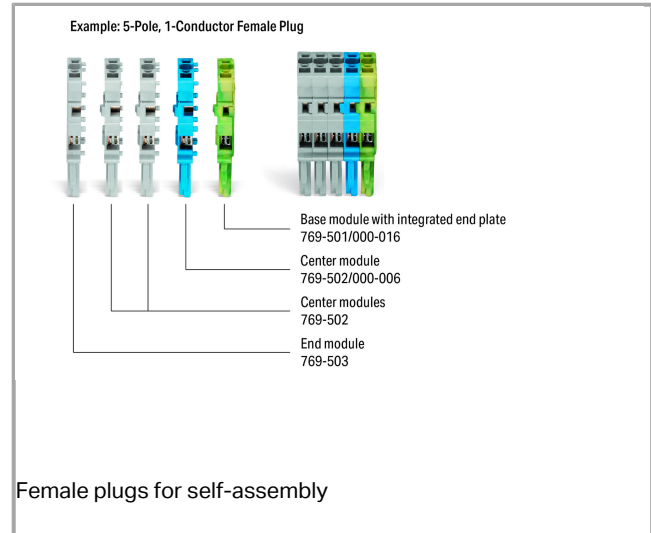 Example: 5-Pole, 1-Conductor Female Plug
Base module with integrated end plate
769-501/000-016
Center module
769-502/000-006
Center modules
769-502
End module
769-503
Female plugs for self-assembly